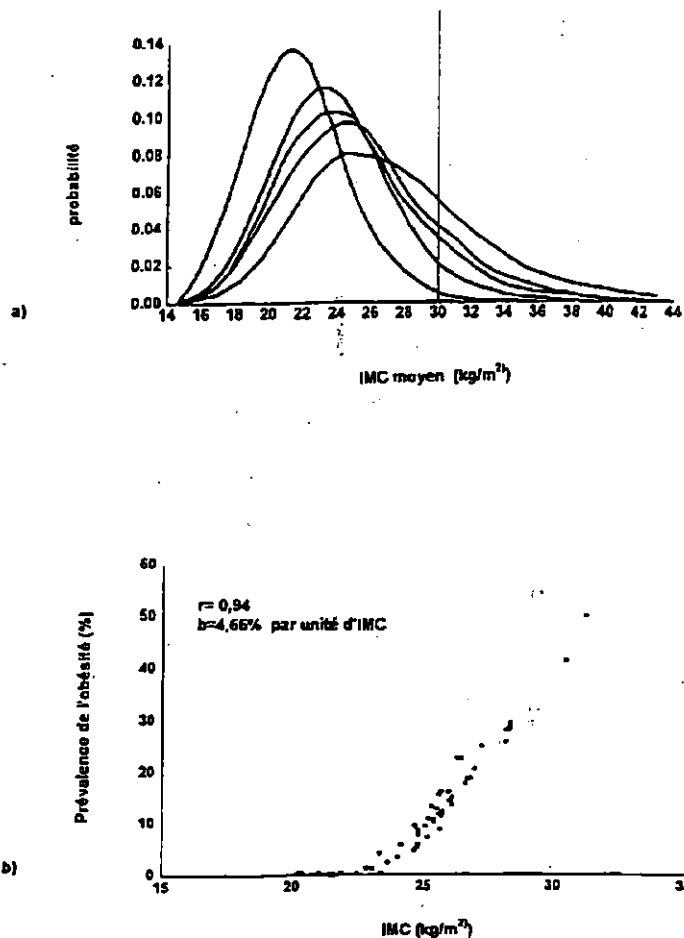 0.14
0.12
0.10
0.08
0.06
0.04
0.02
0.00
probabilité
a)
14 16 18 20 22 24 26 28 30 32 34 36 38 40 42 44
IMC moyen (kg/m²)
60
50
40
30
20
10
0
Prévalence de l'obésité (%)
r= 0,94
b=4,66% par unité d'IMC
b)
15 20 25 30
IMC (kg/m²)